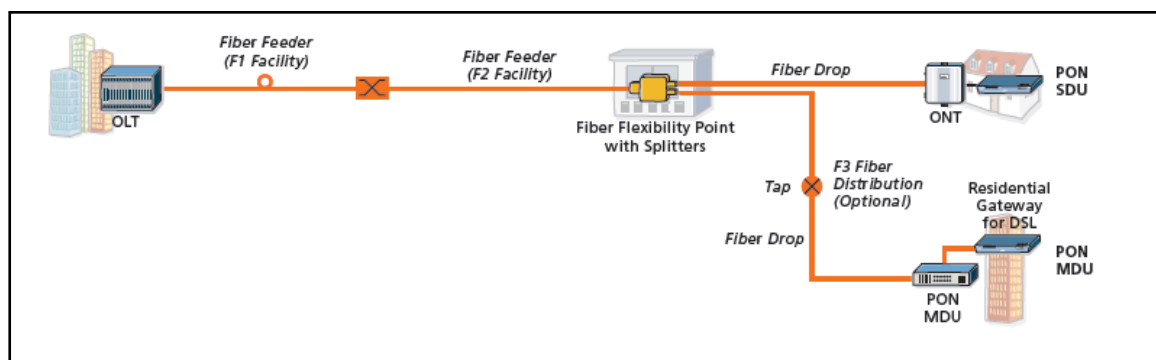 Fiber Feeder
(F1 Facility)
OLT
Fiber Feeder
(F2 Facility)
Fiber Flexibility Point
with Splitters
Fiber Drop
ONT
PON
SDU
Tap
F3 Fiber
Distribution
(Optional)
Fiber Drop
Residential
Gateway
for DSL
PON
MDU
PON
MDU